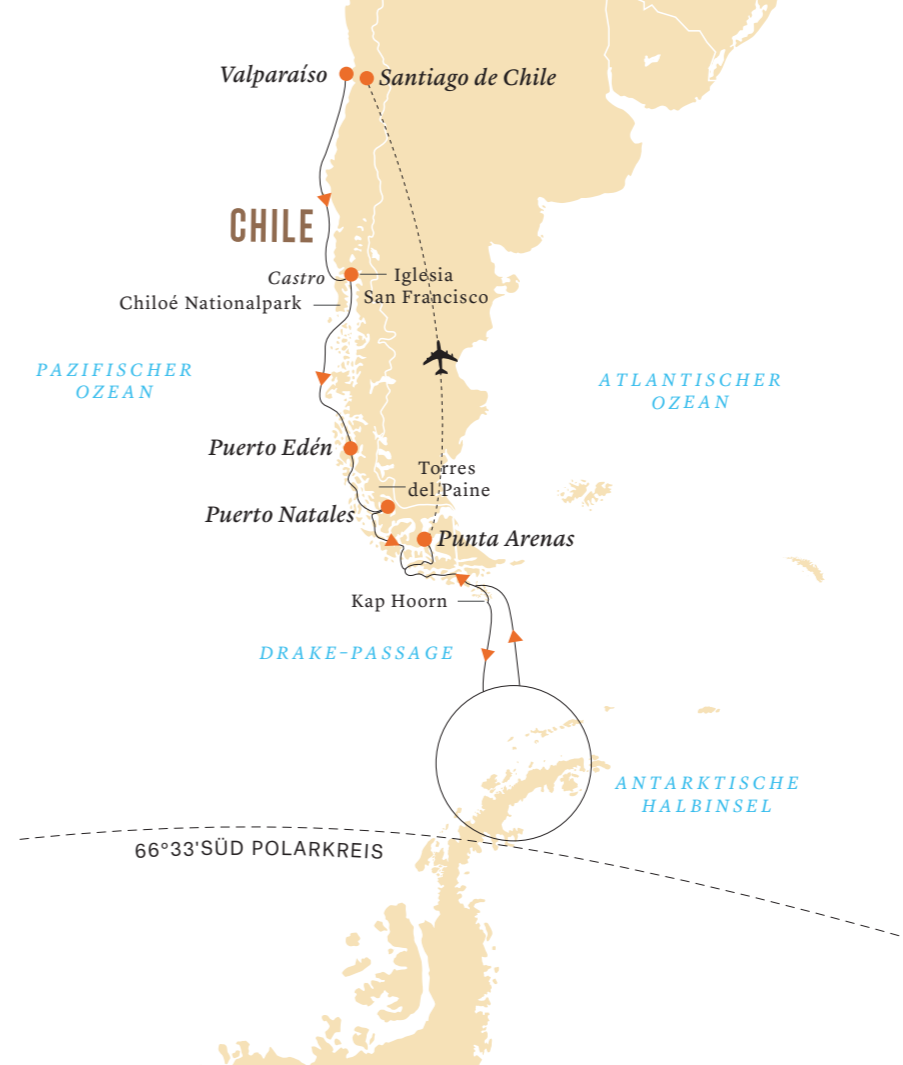 Valparaíso
Santiago de Chile
CHILE
Castro
Iglesia
San Francisco
Chiloé Nationalpark
PAZIFISCHER
OZEAN
ATLANTISCHER
OZEAN
Puerto Edén
Torres
del Paine
Puerto Natales
Punta Arenas
Kap Hoorn
DRAKE-PASSAGE
ANTARKTISCHE
HALBINSEL
66°33'SÜD POLARKREIS